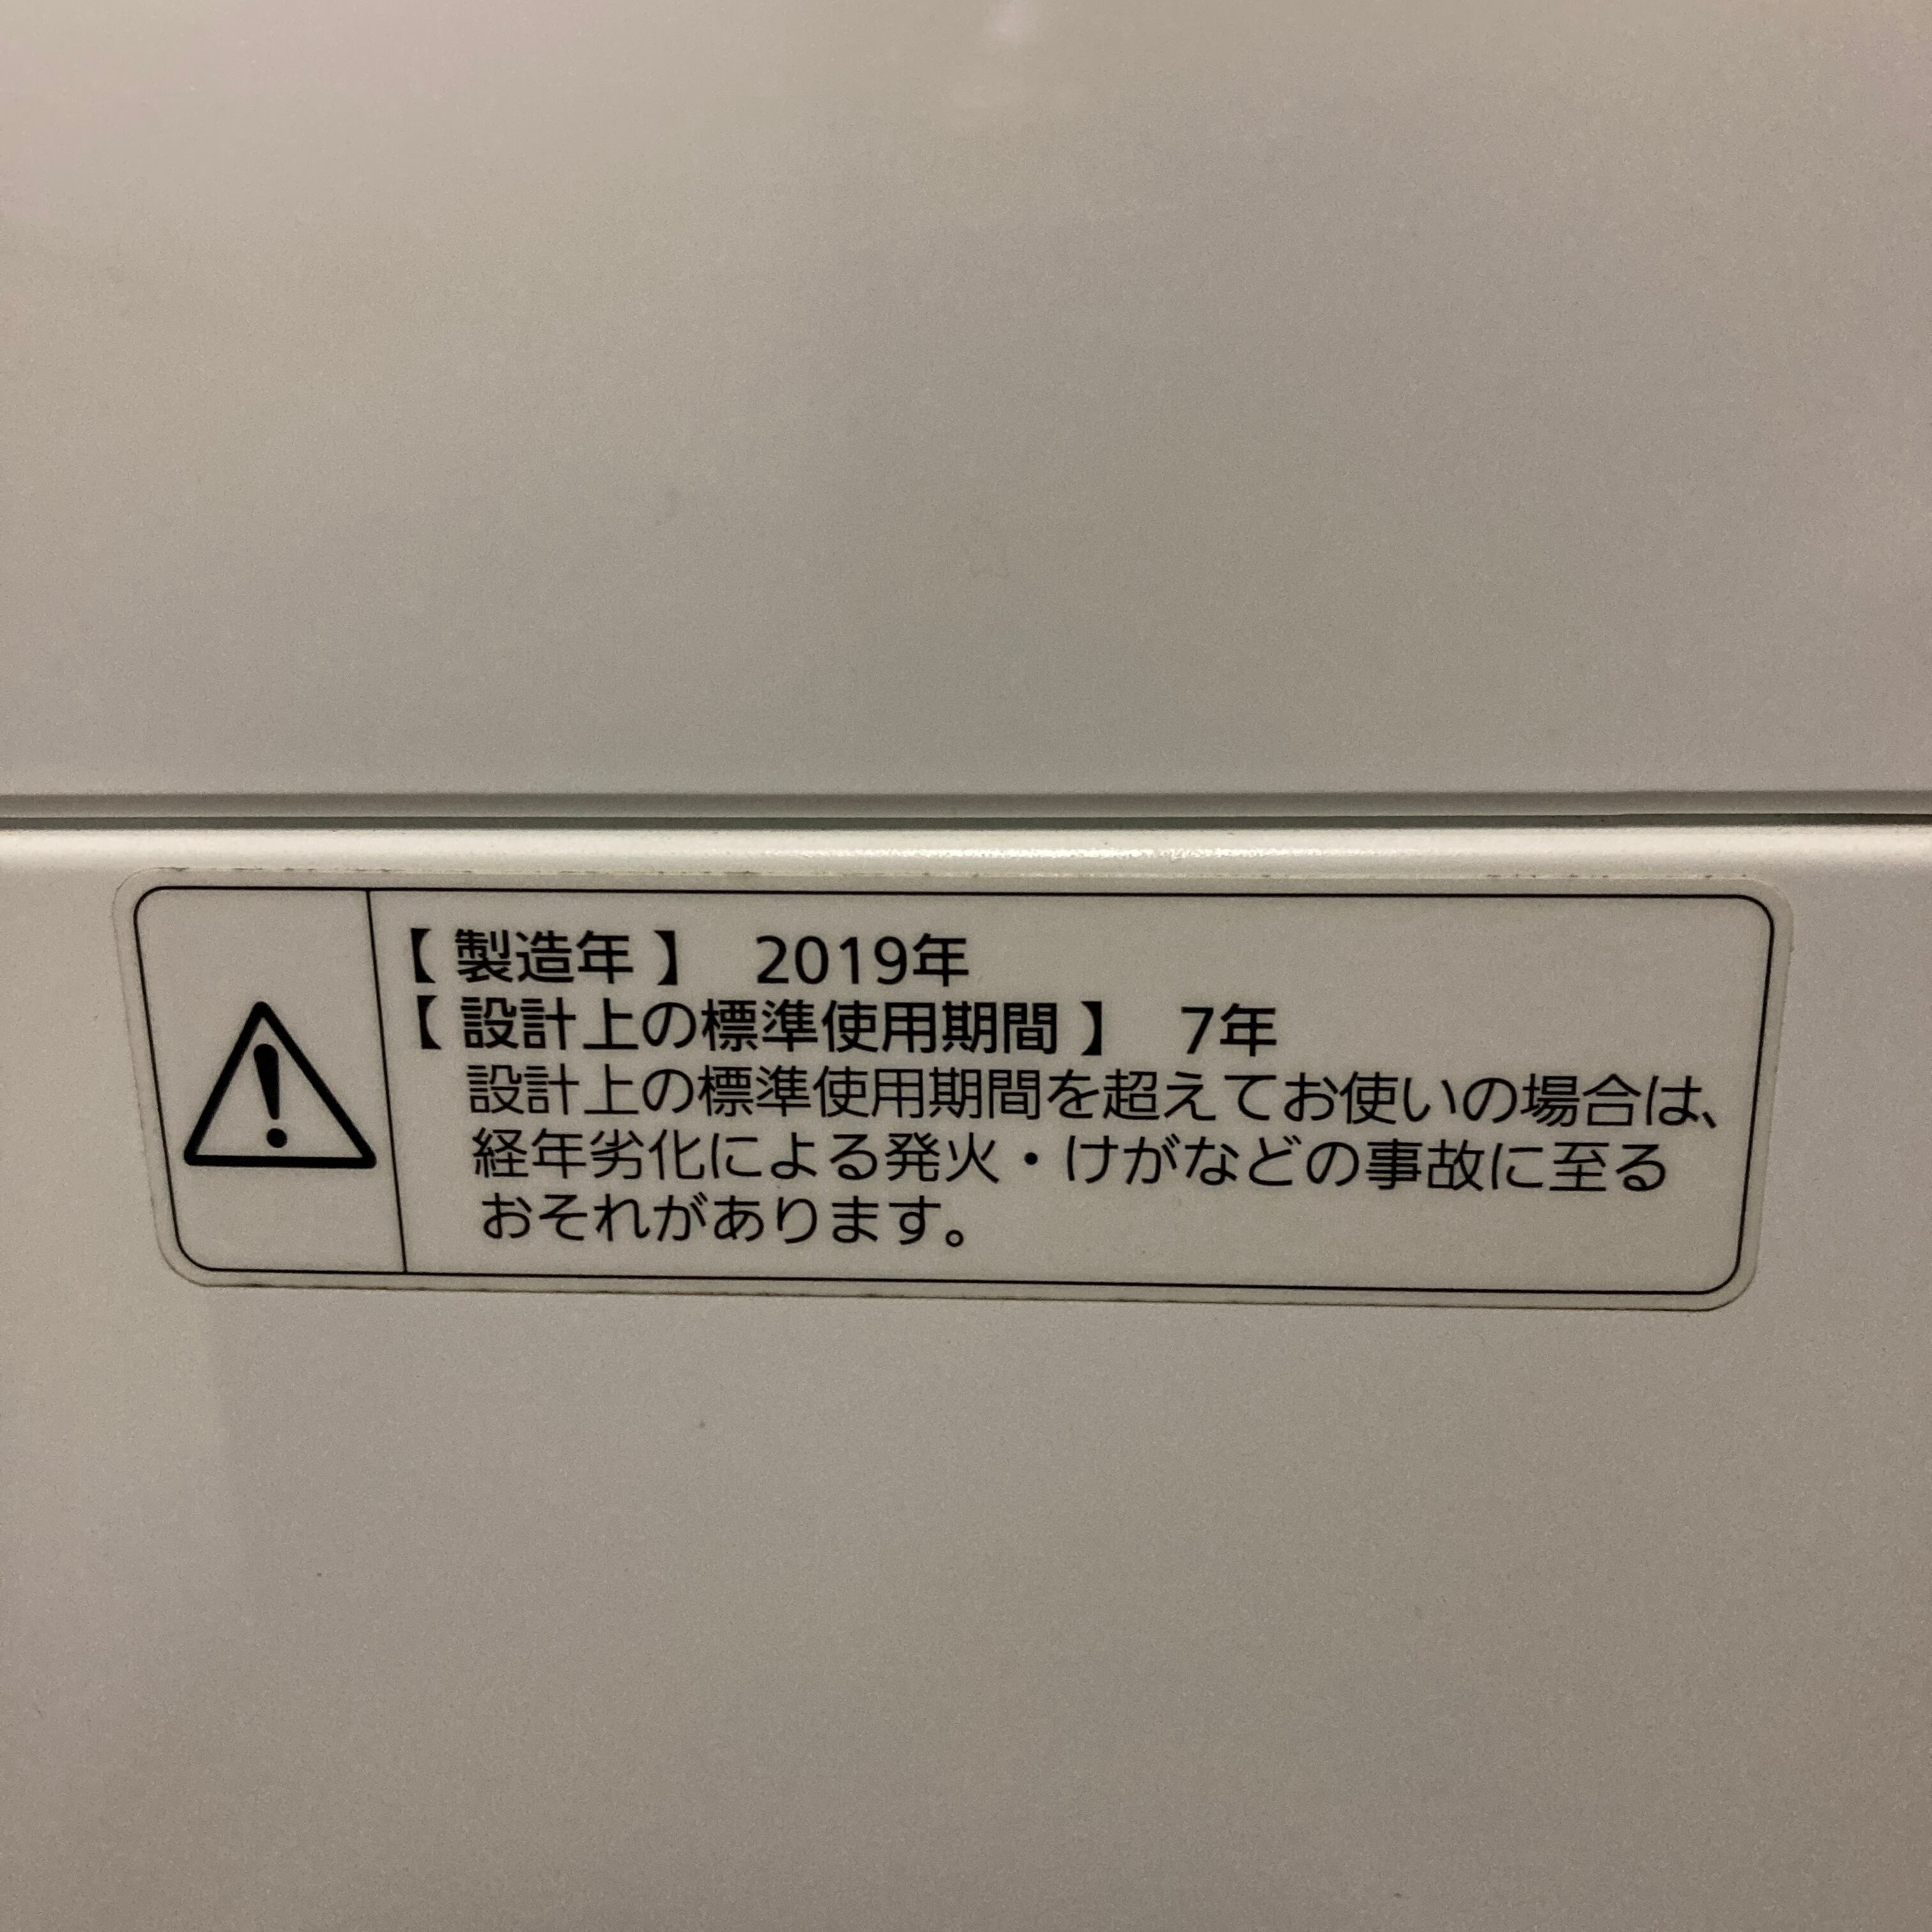 【 製造年 】 2019年
【 設計上の標準使用期間 】 7年
設計上の標準使用期間を超えてお使いの場合は、
経年劣化による発火・けがなどの事故に至る
おそれがあります。